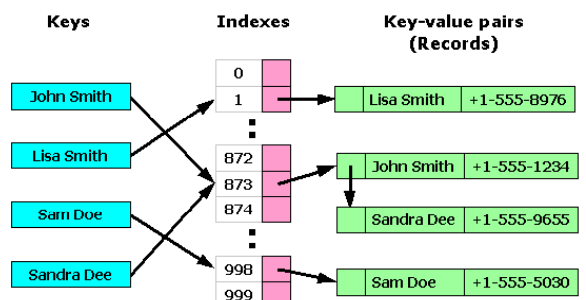 Keys
Indexes
Key-value pairs
(Records)
John Smith
Lisa Smith
Sam Doe
Sandra Dee
0
1
872
873
874
998
999
Lisa Smith +1-555-8976
John Smith +1-555-1234
Sandra Dee +1-555-9655
Sam Doe +1-555-5030